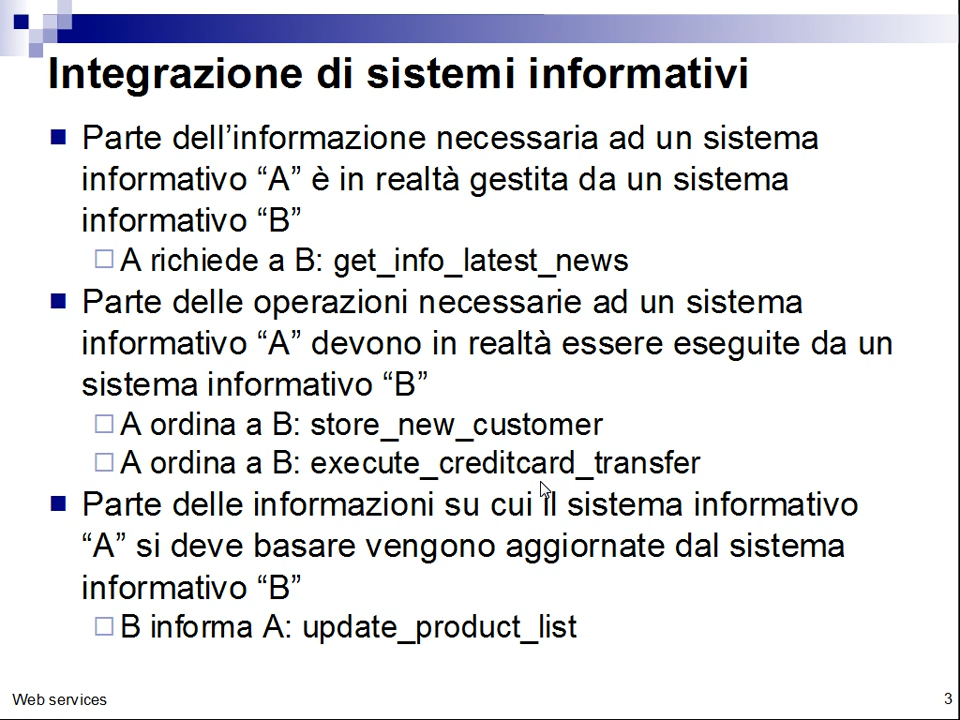 Integrazione di sistemi informativi
Parte dell’informazione necessaria ad un sistema
informativo “A” è in realtà gestita da un sistema
informativo “B”
A richiede a B: get_info_latest_news
Parte delle operazioni necessarie ad un sistema
informativo “A” devono in realtà essere eseguite da un
sistema informativo “B”
A ordina a B: store_new_customer
A ordina a B: execute_creditcard_transfer
Parte delle informazioni su cui il sistema informativo
“A” si deve basare vengono aggiornate dal sistema
informativo “B”
B informa A: update_product_list
Web services
3